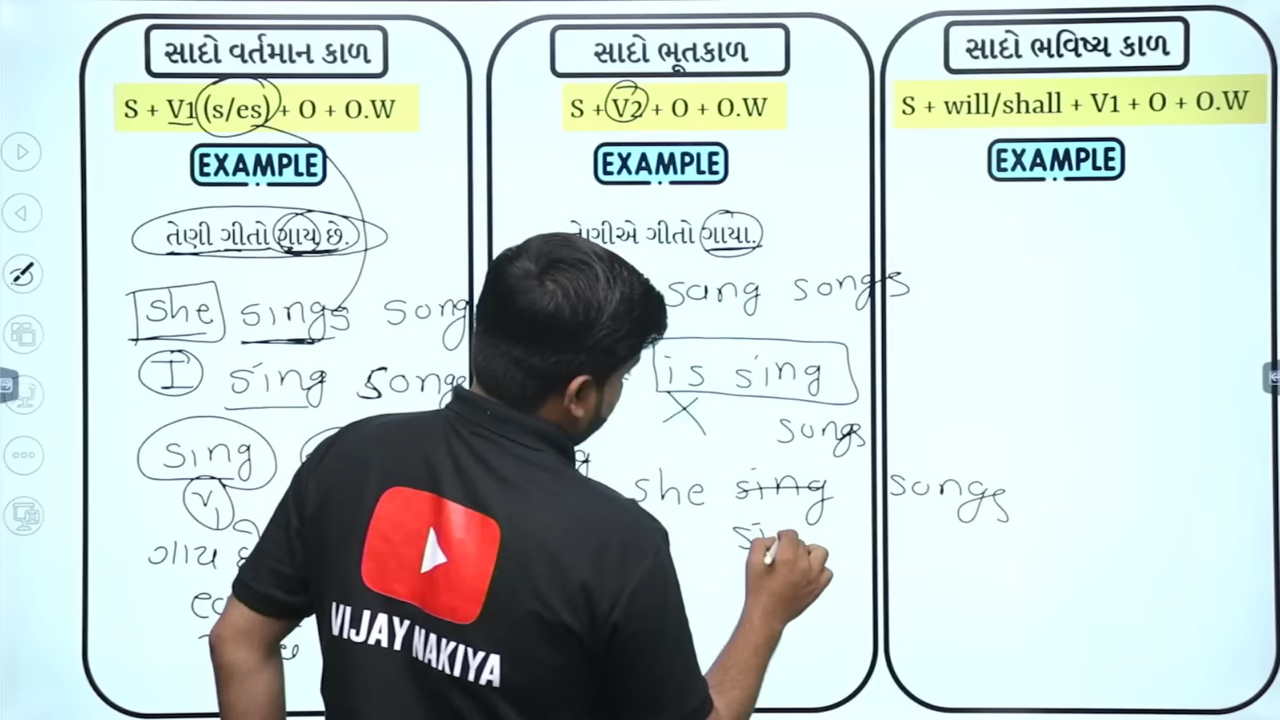 સાદો વર્તમાન કાળ
S + V1 (s/es) + O + O.W
EXAMPLE
તેણી ગીતો ગાય છે.
she sings song
I sing songs
sing
V1
ગાય
સાદો ભૂતકાળ
S + V2 + O + O.W
EXAMPLE
ગીતો ગાયા.
sang songs
is sing
songs
she sing songs
સાદો ભવિષ્ય કાળ
S + will/shall + V1 + O + O.W
EXAMPLE
VIJAY NAKIYA